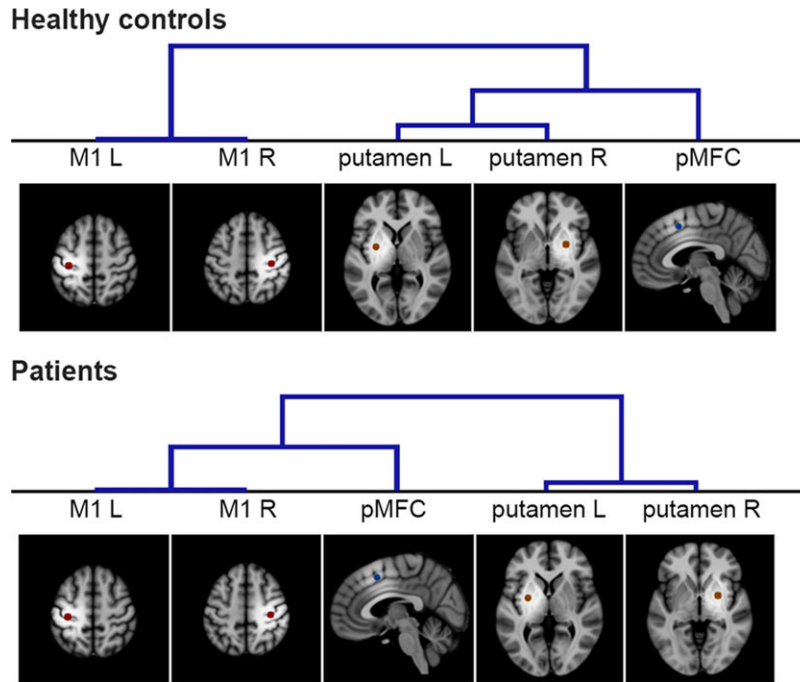 Healthy controls
M1 L M1 R putamen L putamen R pMFC
Patients
M1 L M1 R pMFC putamen L putamen R